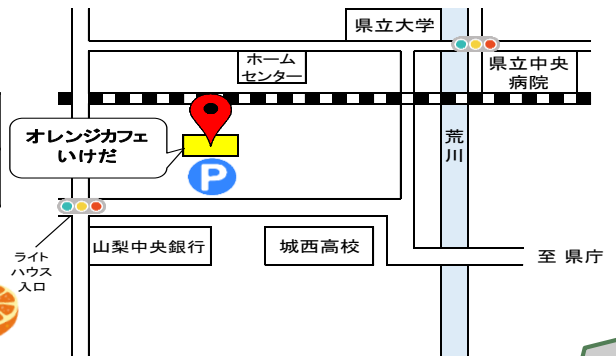 県立大学
ホーム
センター
県立中央
病院
オレンジカフェ
いけだ
荒
川
P
山梨中央銀行
城西高校
至 県庁
ライト
ハウス
入口